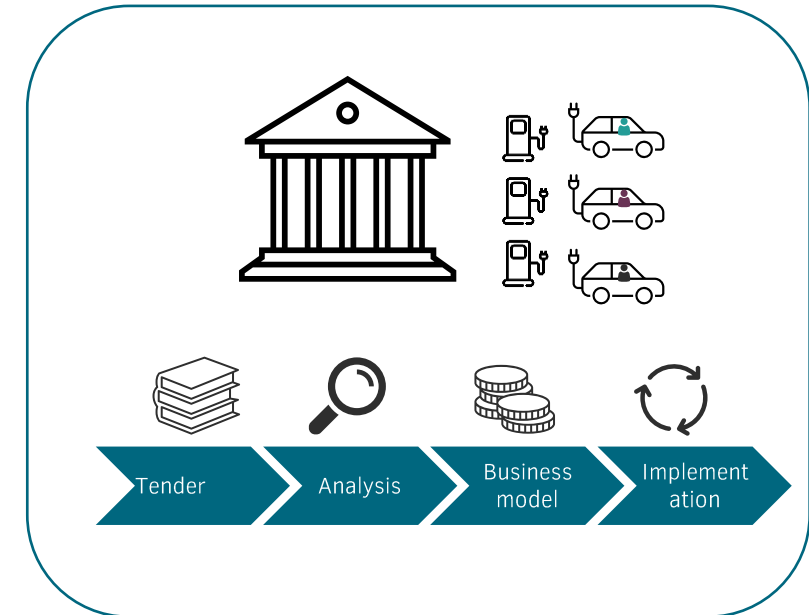 Tender
Analysis
Business
model
Implement
ation